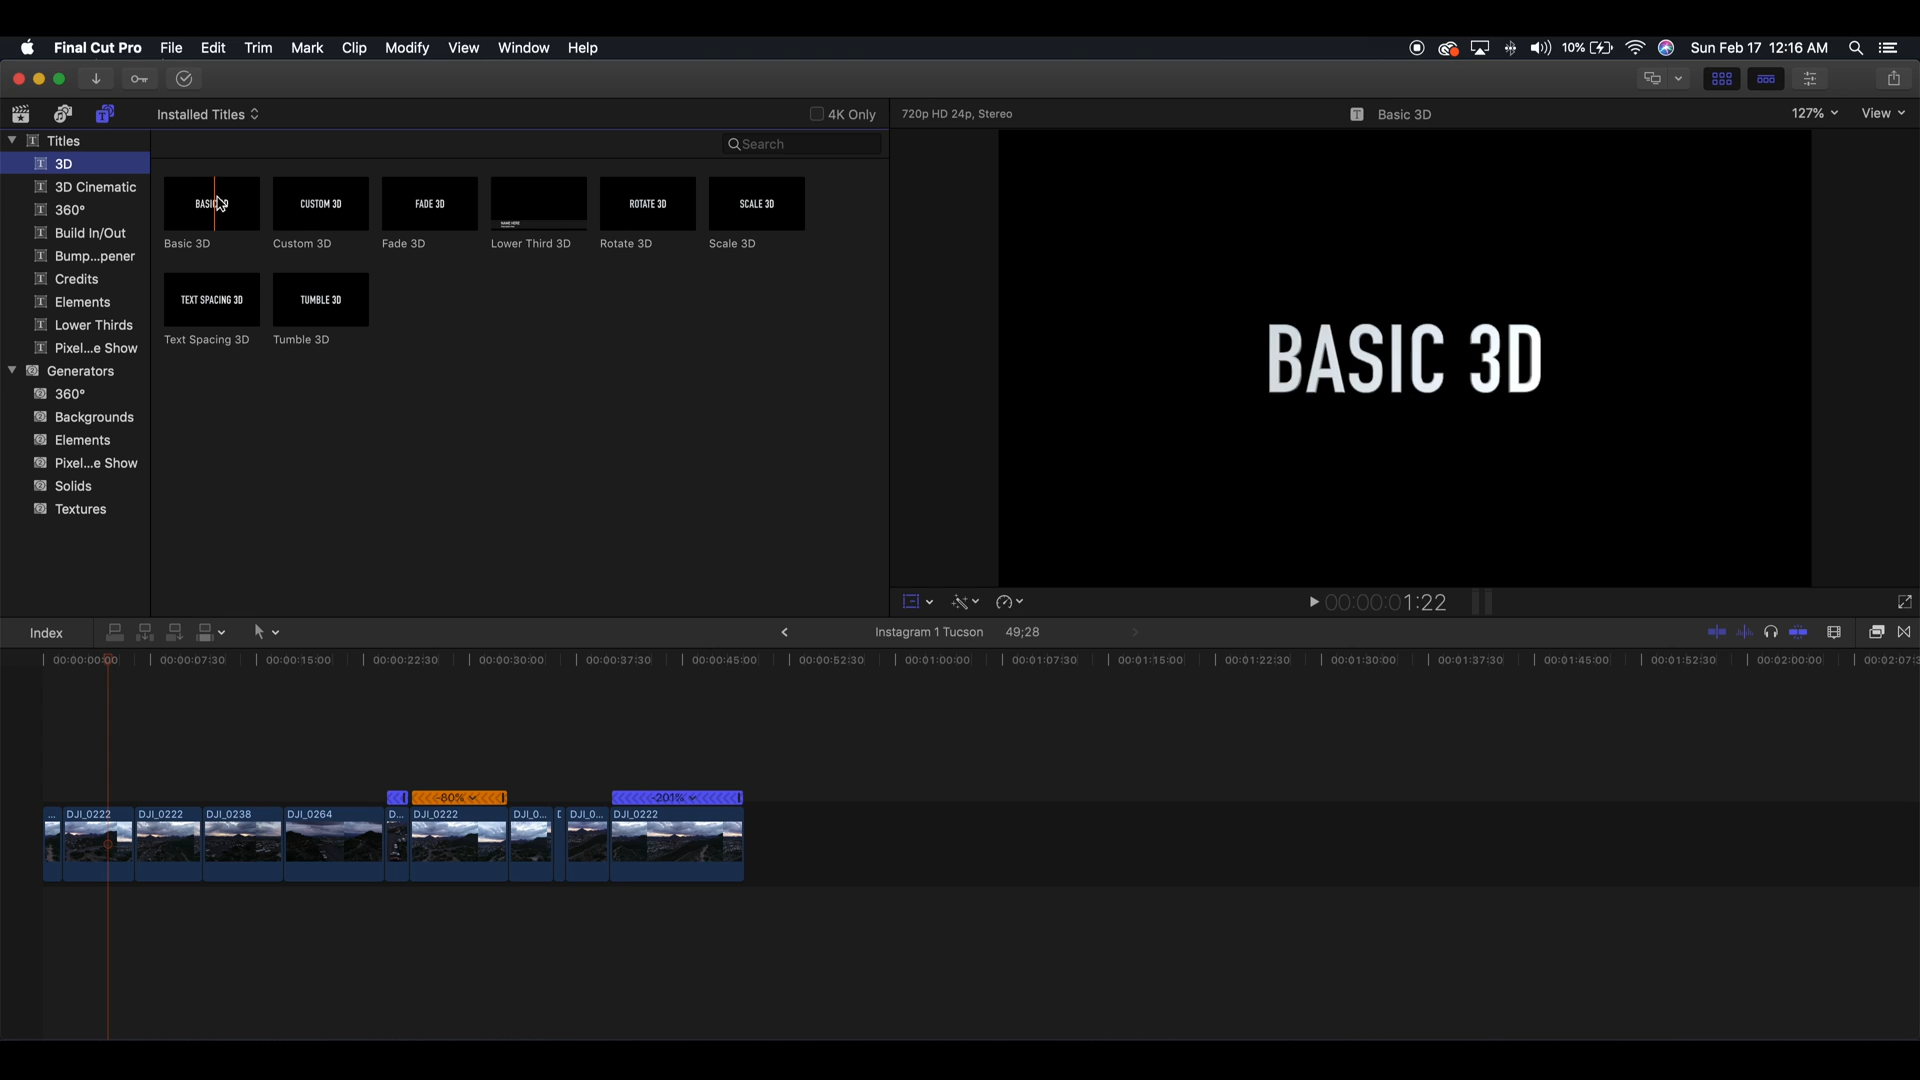 Final Cut Pro File Edit Trim Mark Clip Modify View Window Help 10% Sun Feb 17 12:16 AM
Installed Titles 4K Only 720p HD 24p, Stereo Basic 3D 127% View
Search
Titles
3D
3D Cinematic
360°
Build In/Out
Bump...pener
Credits
Elements
Lower Thirds
Pixel...e Show
Generators
360°
Backgrounds
Elements
Pixel...e Show
Solids
Textures
CUSTOM 3D FADE 3D NAME HERE ROTATE 3D SCALE 3D
Basic 3D Custom 3D Fade 3D Lower Third 3D Rotate 3D Scale 3D
TEXT SPACING 3D TUMBLE 3D
Text Spacing 3D Tumble 3D
BASIC 3D
00:00:01:22
Index Instagram 1 Tucson 49;28
00:00:00:00 00:00:07:30 00:00:15:00 00:00:22:30 00:00:30:00 00:00:37:30 00:00:45:00 00:00:52:30 00:01:00:00 00:01:07:30 00:01:15:00 00:01:22:30 00:01:30:00 00:01:37:30 00:01:45:00 00:01:52:30 00:02:00:00 00:02:07:3
-80% -201%
... DJI_0222 DJI_0222 DJI_0238 DJI_0264 D... DJI_0222 DJI_0... DJI_0... DJI_0222